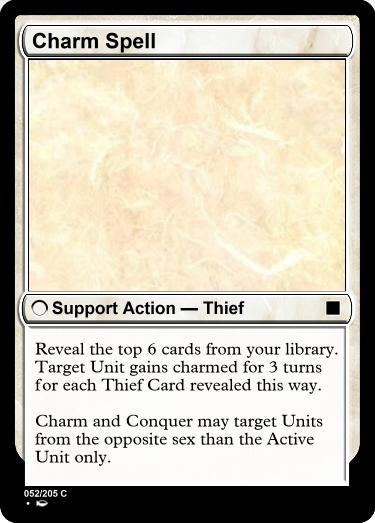 Charm Spell
Support Action — Thief
Reveal the top 6 cards from your library.
Target Unit gains charmed for 3 turns
for each Thief Card revealed this way.
Charm and Conquer may target Units
from the opposite sex than the Active
Unit only.
052/205 C